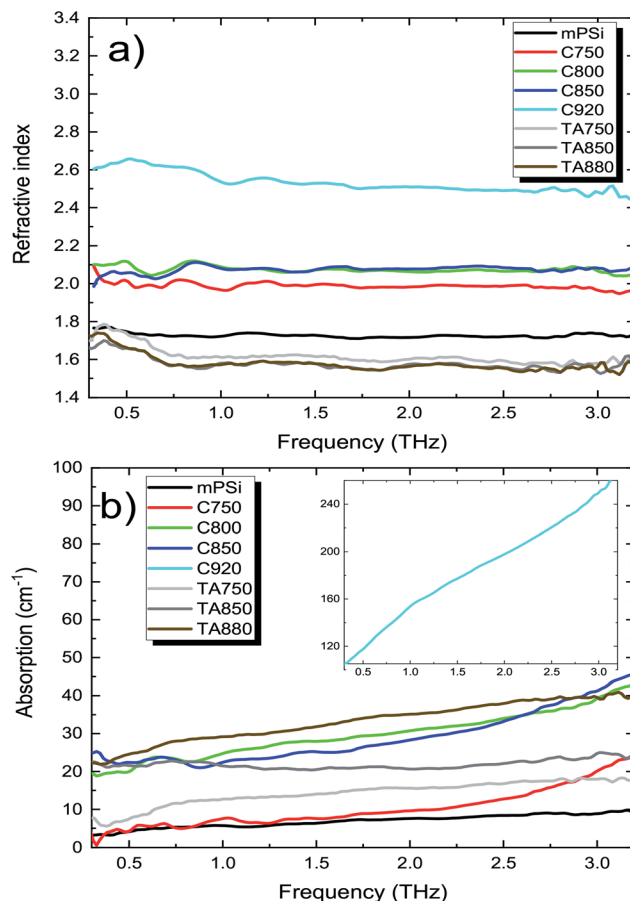 a)
3.4
3.2
3.0
2.8
2.6
2.4
2.2
2.0
1.8
1.6
1.4
Refractive index
mPSi
C750
C800
C850
C920
TA750
TA850
TA880
0.5 1.0 1.5 2.0 2.5 3.0
Frequency (THz)
b)
100
90
80
70
60
50
40
30
20
10
0
Absorption (cm⁻¹)
mPSi
C750
C800
C850
C920
TA750
TA850
TA880
240
200
160
120
0.5 1.0 1.5 2.0 2.5 3.0
0.5 1.0 1.5 2.0 2.5 3.0
Frequency (THz)